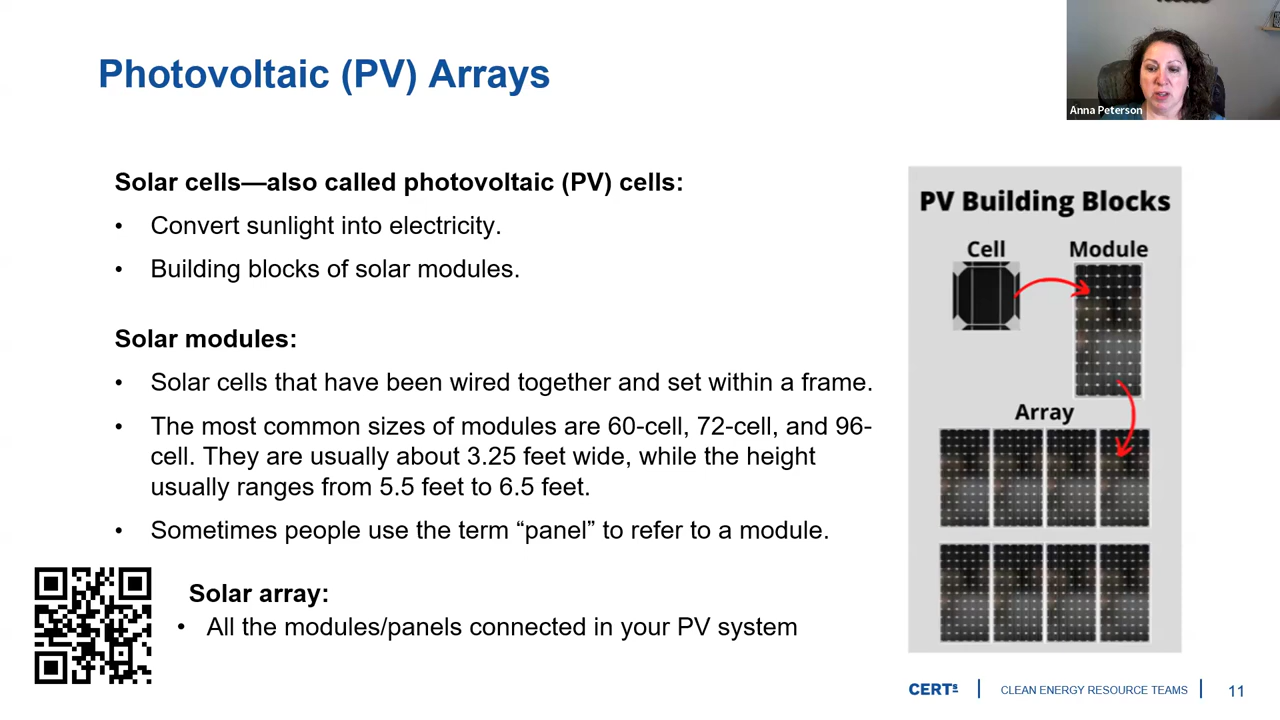 Photovoltaic (PV) Arrays
Anna Peterson
Solar cells—also called photovoltaic (PV) cells:
• Convert sunlight into electricity.
• Building blocks of solar modules.
Solar modules:
• Solar cells that have been wired together and set within a frame.
• The most common sizes of modules are 60-cell, 72-cell, and 96-
cell. They are usually about 3.25 feet wide, while the height
usually ranges from 5.5 feet to 6.5 feet.
• Sometimes people use the term “panel” to refer to a module.
Solar array:
• All the modules/panels connected in your PV system
PV Building Blocks
Cell
Module
Array
CERTs | CLEAN ENERGY RESOURCE TEAMS | 11